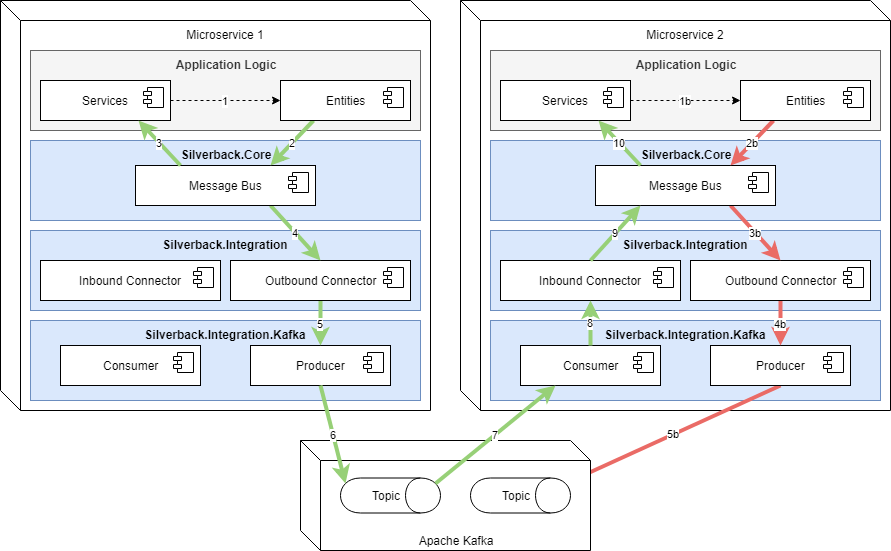 Microservice 1
Application Logic
Services
1
Entities
3
2
Silverback.Core
Message Bus
4
Silverback.Integration
Inbound Connector
Outbound Connector
5
Silverback.Integration.Kafka
Consumer
Producer
6
Microservice 2
Application Logic
Services
1b
Entities
10
2b
Silverback.Core
Message Bus
9
3b
Silverback.Integration
Inbound Connector
Outbound Connector
8
4b
Silverback.Integration.Kafka
Consumer
Producer
7
5b
Topic
Topic
Apache Kafka